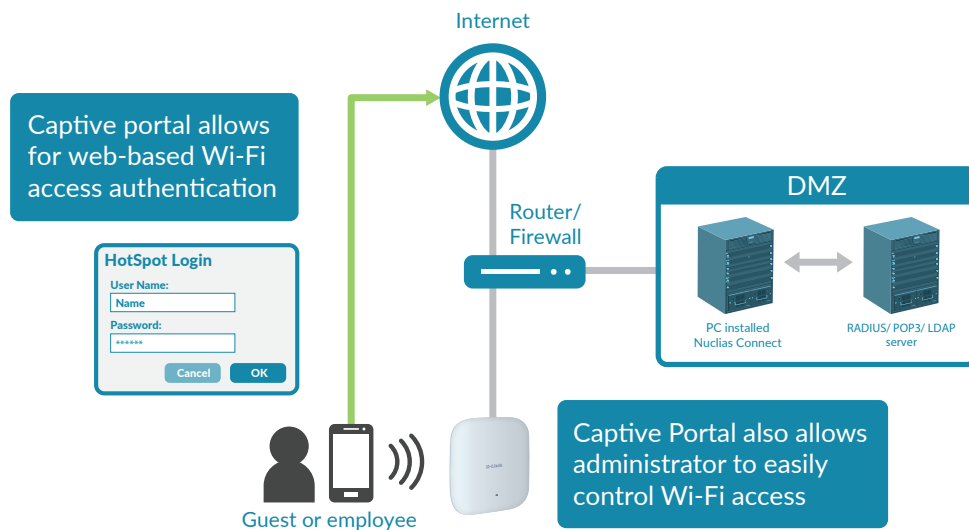 Internet
Captive portal allows
for web-based Wi-Fi
access authentication
DMZ
Router/
Firewall
HotSpot Login
User Name:
Name
Password:
******
Cancel
OK
PC installed
Nuclias Connect
RADIUS/ POP3/ LDAP
server
Captive Portal also allows
administrator to easily
control Wi-Fi access
D-Link
Guest or employee